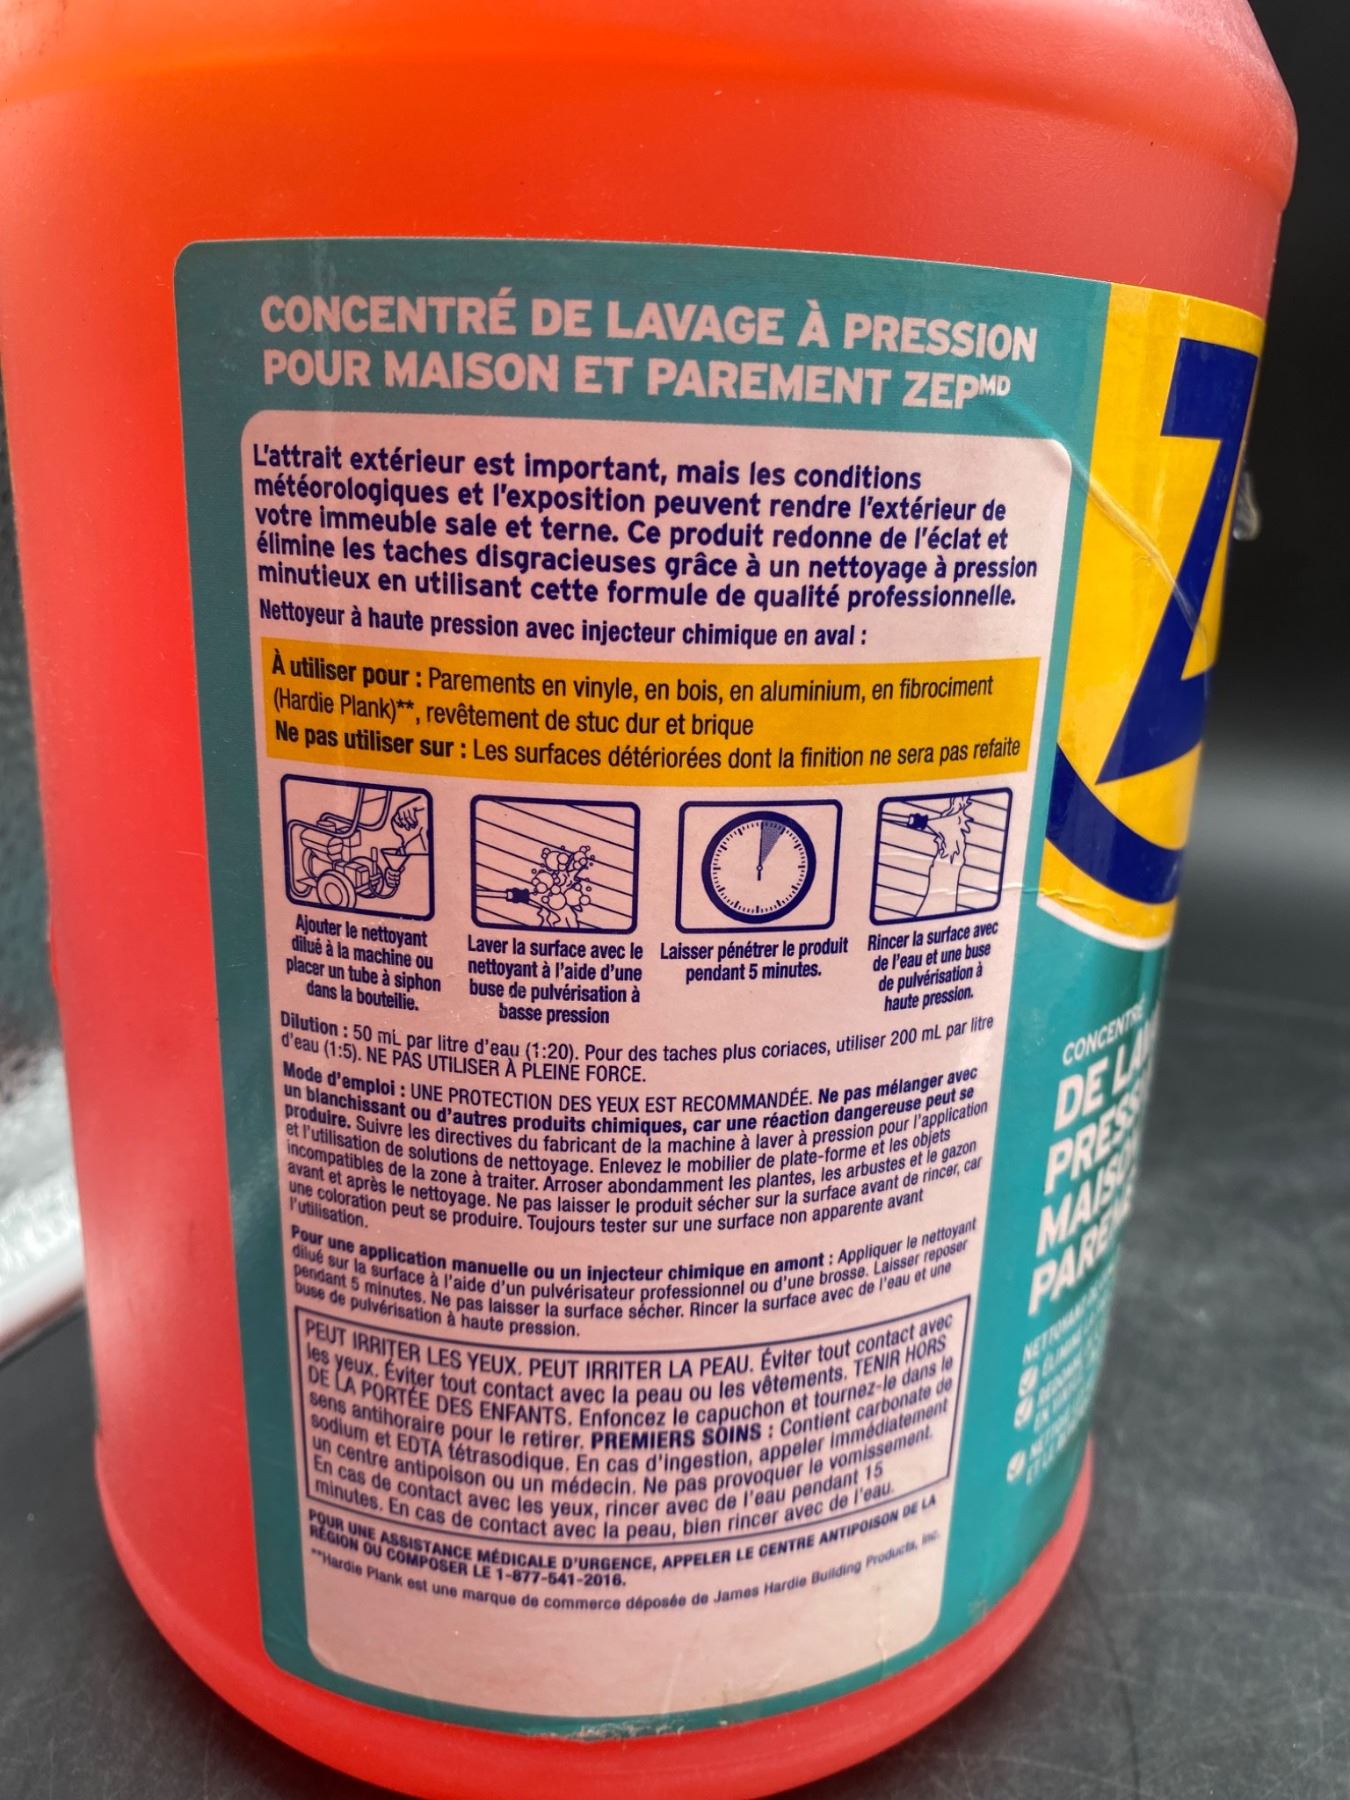 CONCENTRÉ DE LAVAGE À PRESSION
POUR MAISON ET PAREMENT ZEPMD
L'attrait extérieur est important, mais les conditions
météorologiques et l'exposition peuvent rendre l'extérieur de
votre immeuble sale et terne. Ce produit redonne de l'éclat et
élimine les taches disgracieuses grâce à un nettoyage à pression
minutieux en utilisant cette formule de qualité professionnelle.
Nettoyeur à haute pression avec injecteur chimique en aval :
À utiliser pour : Parements en vinyle, en bois, en aluminium, en fibrociment
(Hardie Plank)**, revêtement de stuc dur et brique
Ne pas utiliser sur : Les surfaces détériorées dont la finition ne sera pas refaite
Ajouter le nettoyant
dilué à la machine ou
placer un tube à siphon
dans la bouteille.
Laver la surface avec le
nettoyant à l'aide d'une
buse de pulvérisation à
basse pression
Laisser pénétrer le produit
pendant 5 minutes.
Rincer la surface avec
de l'eau et une buse
de pulvérisation à
haute pression.
Dilution : 50 mL par litre d'eau (1:20). Pour des taches plus coriaces, utiliser 200 mL par litre
d'eau (1:5). NE PAS UTILISER À PLEINE FORCE.
Mode d'emploi : UNE PROTECTION DES YEUX EST RECOMMANDÉE. Ne pas mélanger avec
un blanchissant ou d'autres produits chimiques, car une réaction dangereuse peut se
produire. Suivre les directives du fabricant de la machine à laver à pression pour l'application
et l'utilisation de solutions de nettoyage. Enlevez le mobilier de plate-forme et les objets
incompatibles de la zone à traiter. Arroser abondamment les plantes, les arbustes et le gazon
avant et après le nettoyage. Ne pas laisser le produit sécher sur la surface avant de rincer, car
une coloration peut se produire. Toujours tester sur une surface non apparente avant
l'utilisation.
Pour une application manuelle ou un injecteur chimique en amont : Appliquer le nettoyant
dilué sur la surface à l'aide d'un pulvérisateur professionnel ou d'une brosse. Laisser reposer
pendant 5 minutes. Ne pas laisser la surface sécher. Rincer la surface avec de l'eau et une
buse de pulvérisation à haute pression.
PEUT IRRITER LES YEUX. PEUT IRRITER LA PEAU. Éviter tout contact avec
les yeux. Éviter tout contact avec la peau ou les vêtements. TENIR HORS
DE LA PORTÉE DES ENFANTS. Enfoncez le capuchon et tournez-le dans le
sens antihoraire pour le retirer. PREMIERS SOINS : Contient carbonate de
sodium et EDTA tétrasodique. En cas d'ingestion, appeler immédiatement
un centre antipoison ou un médecin. Ne pas provoquer le vomissement.
En cas de contact avec les yeux, rincer avec de l'eau pendant 15
minutes. En cas de contact avec la peau, bien rincer avec de l'eau.
POUR UNE ASSISTANCE MÉDICALE D'URGENCE, APPELER LE CENTRE ANTIPOISON DE LA
RÉGION OU COMPOSER LE 1-877-541-2016.
**Hardie Plank est une marque de commerce déposée de James Hardie Building Products, Inc.
Z
CONCENTRÉ
DE LA
PRESS
MAISON
PARE